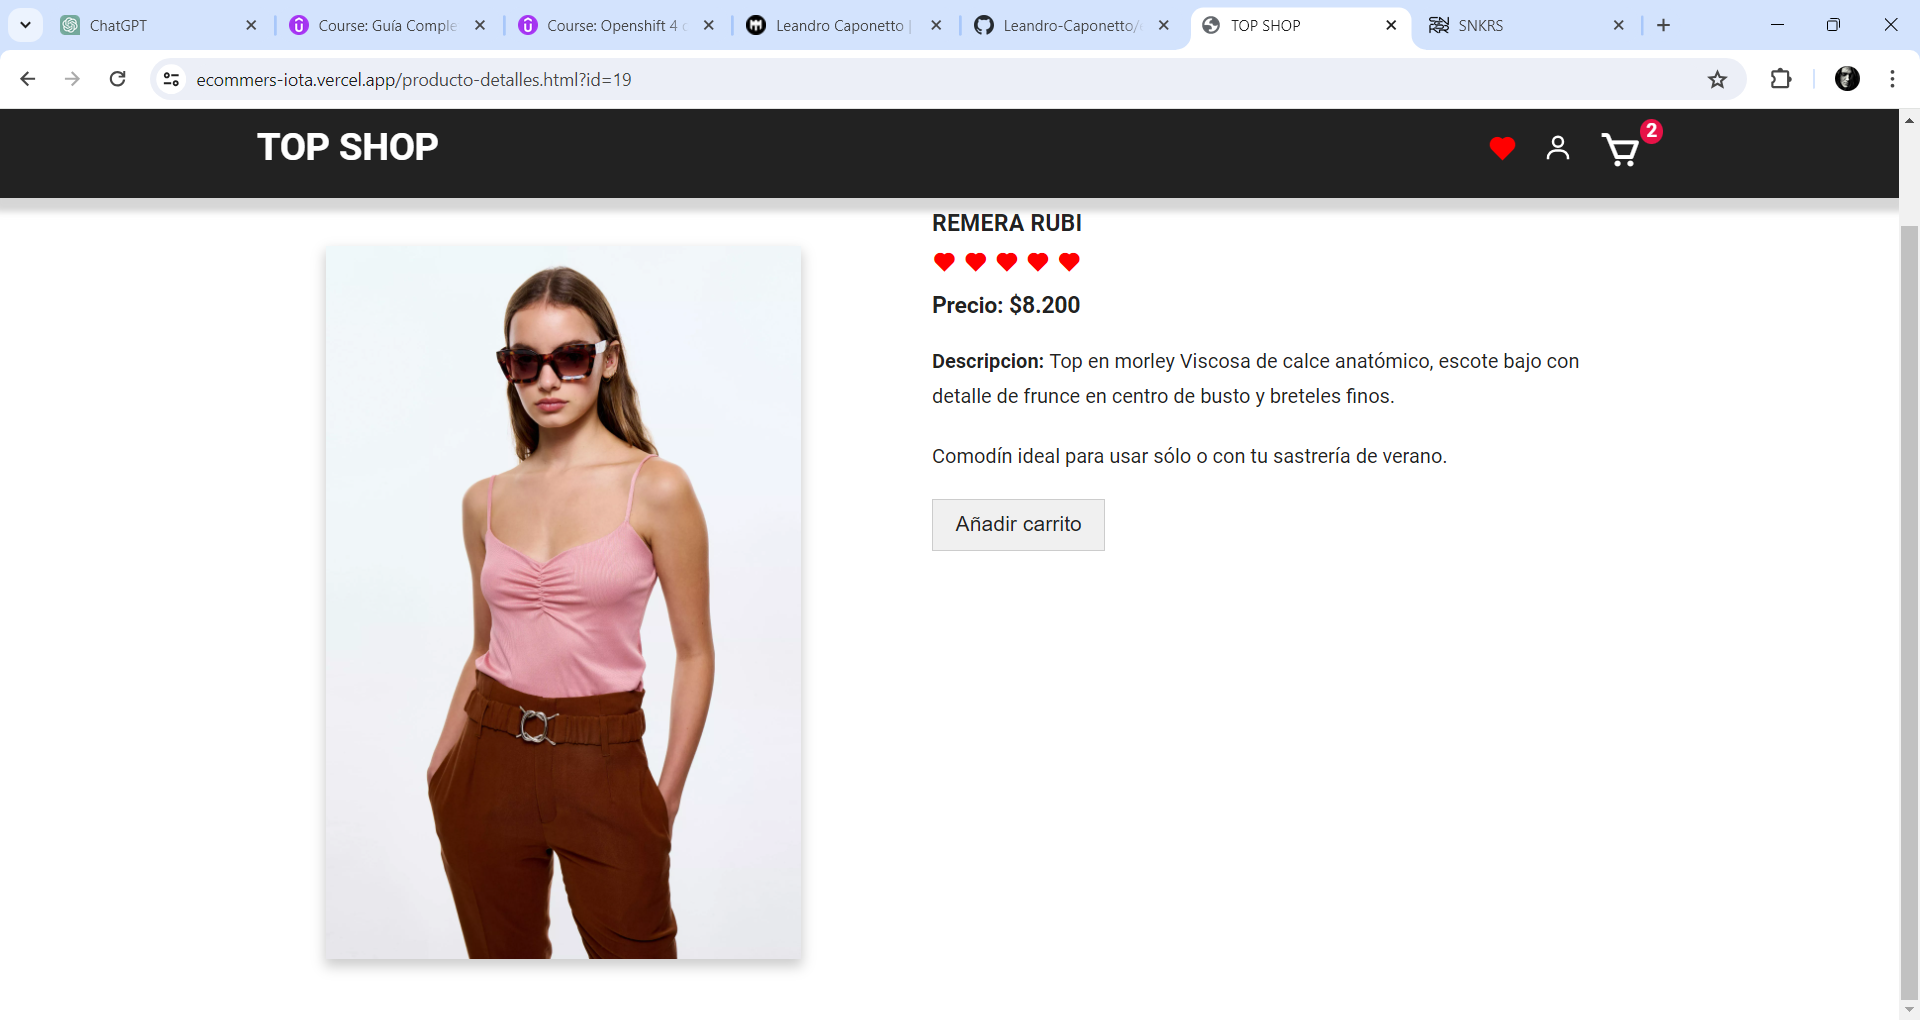 ChatGPT
Course: Guía Comple
Course: Openshift 4
Leandro Caponetto |
Leandro-Caponetto/
TOP SHOP
SNKRS
ecommers-iota.vercel.app/producto-detalles.html?id=19
TOP SHOP
2
REMERA RUBI
Precio: $8.200
Descripcion: Top en morley Viscosa de calce anatómico, escote bajo con
detalle de frunce en centro de busto y breteles finos.
Comodín ideal para usar sólo o con tu sastrería de verano.
Añadir carrito